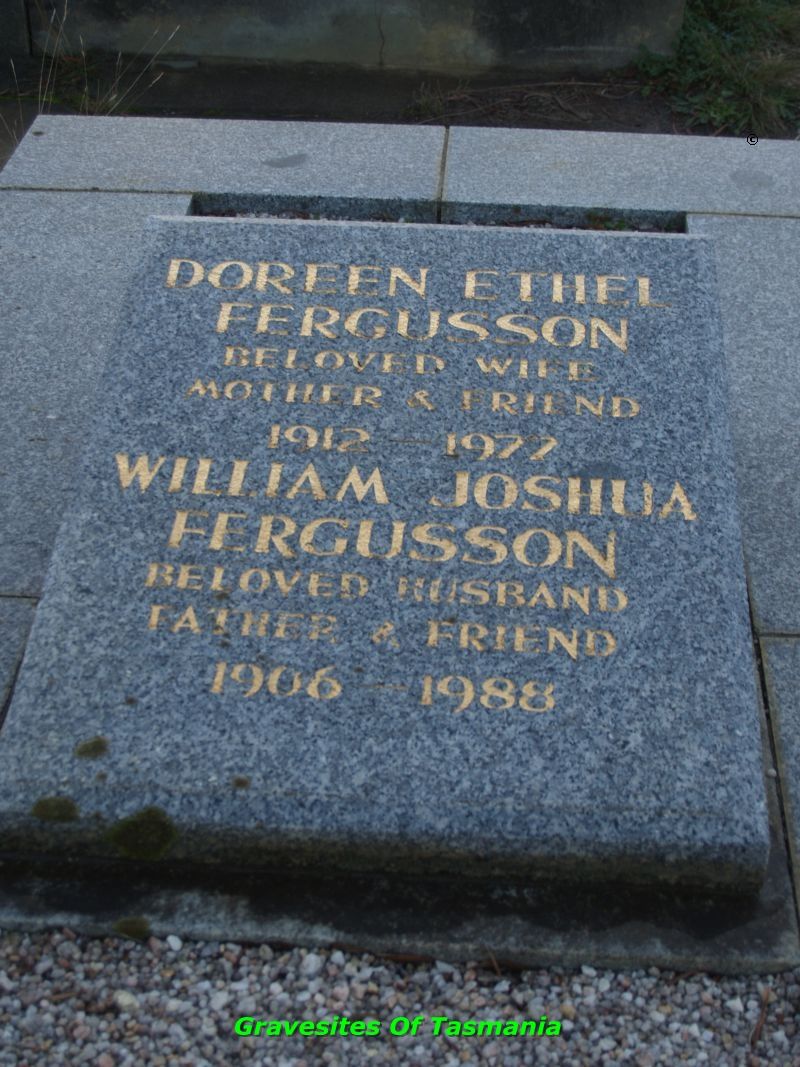 ©
DOREEN ETHEL
FERGUSSON
BELOVED WIFE
MOTHER & FRIEND
1912 - 1977
WILLIAM JOSHUA
FERGUSSON
BELOVED HUSBAND
FATHER & FRIEND
1906 - 1988
Gravesites Of Tasmania